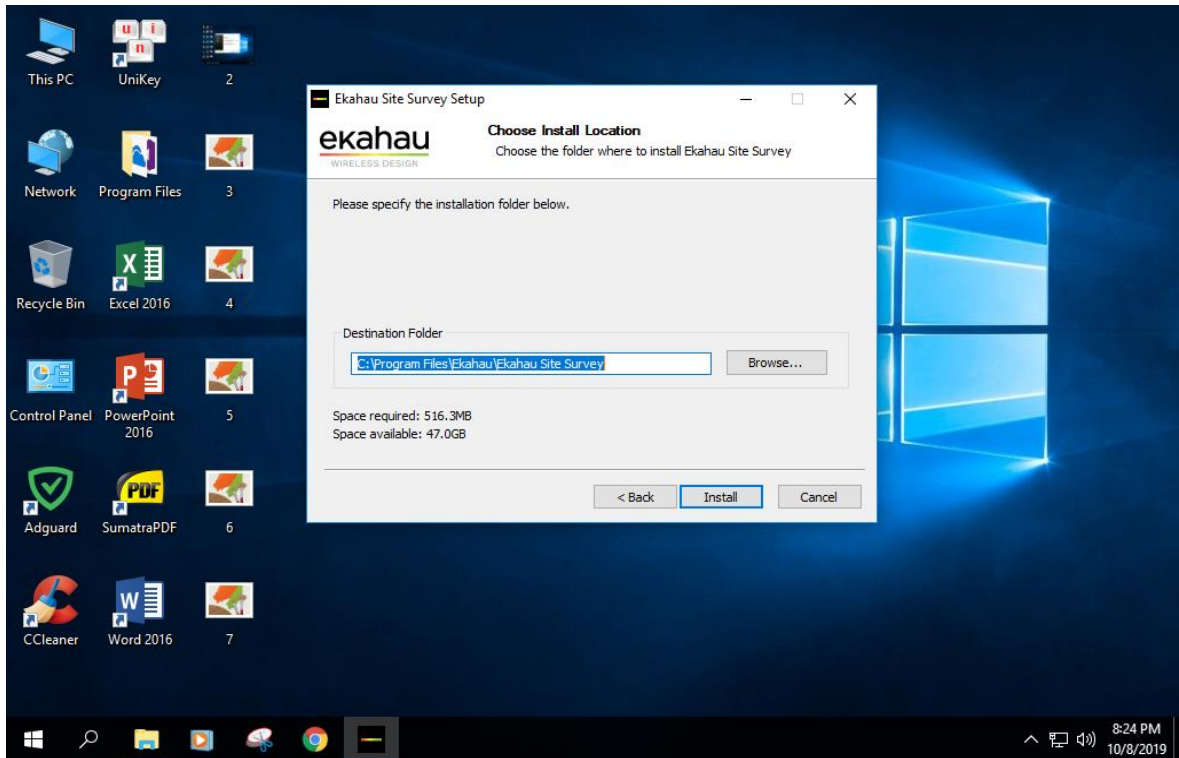 This PC
UniKey
2
Network
Program Files
3
Recycle Bin
Excel 2016
4
Control Panel
PowerPoint
2016
5
Adguard
SumatraPDF
6
CCleaner
Word 2016
7
u i
n
X
P
PDF
W
Ekahau Site Survey Setup
ekahau
WIRELESS DESIGN
Choose Install Location
Choose the folder where to install Ekahau Site Survey
Please specify the installation folder below.
Destination Folder
C:\Program Files\Ekahau\Ekahau Site Survey
Browse...
Space required: 516.3MB
Space available: 47.0GB
< Back
Install
Cancel
8:24 PM
10/8/2019